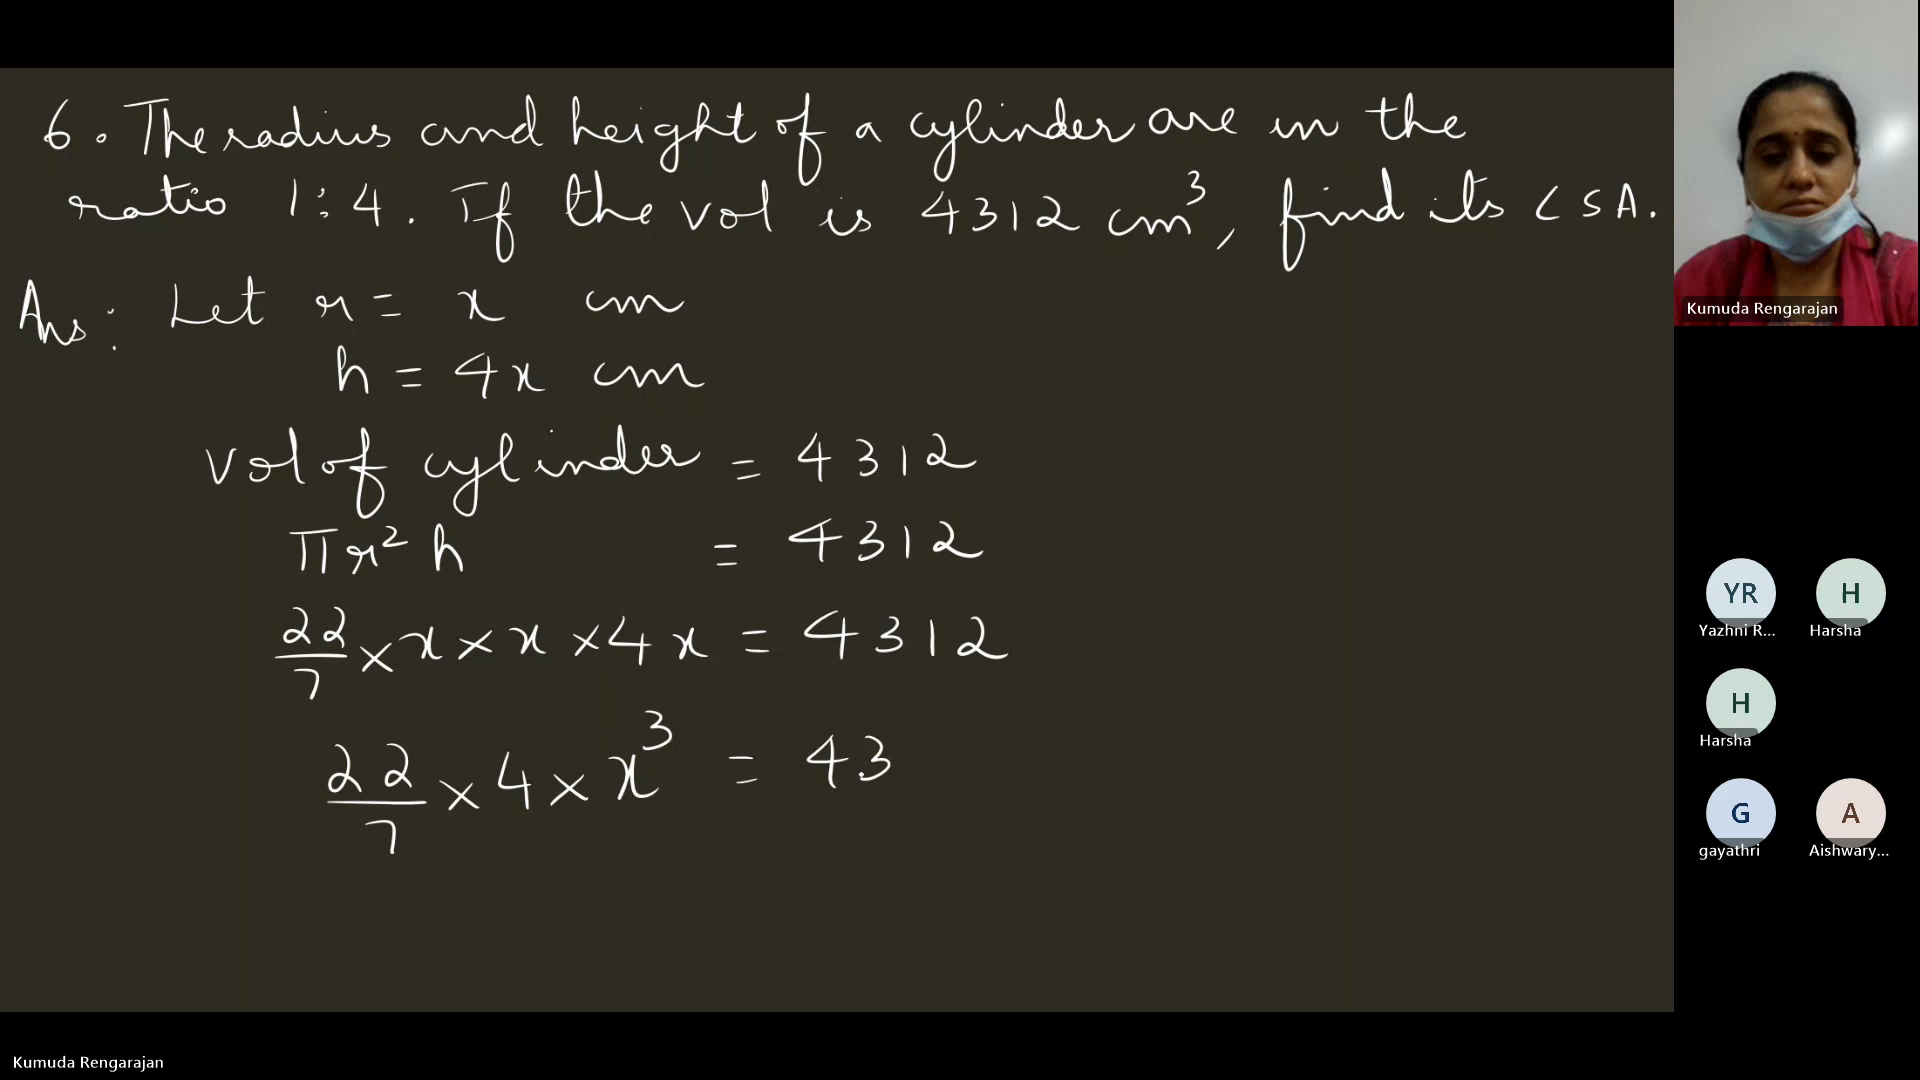 6. The radius and height of a cylinder are in the
ratio 1:4. If the vol is 4312 cm³, find its CSA.
Ans: Let r = x cm
h = 4x cm
Vol of cylinder = 4312
πr²h = 4312
22/7 × x × x × 4x = 4312
22/7 × 4 × x³ = 43
Kumuda Rengarajan
YR
Yazhni R...
H
Harsha
H
Harsha
G
gayathri
A
Aishwary...
Kumuda Rengarajan